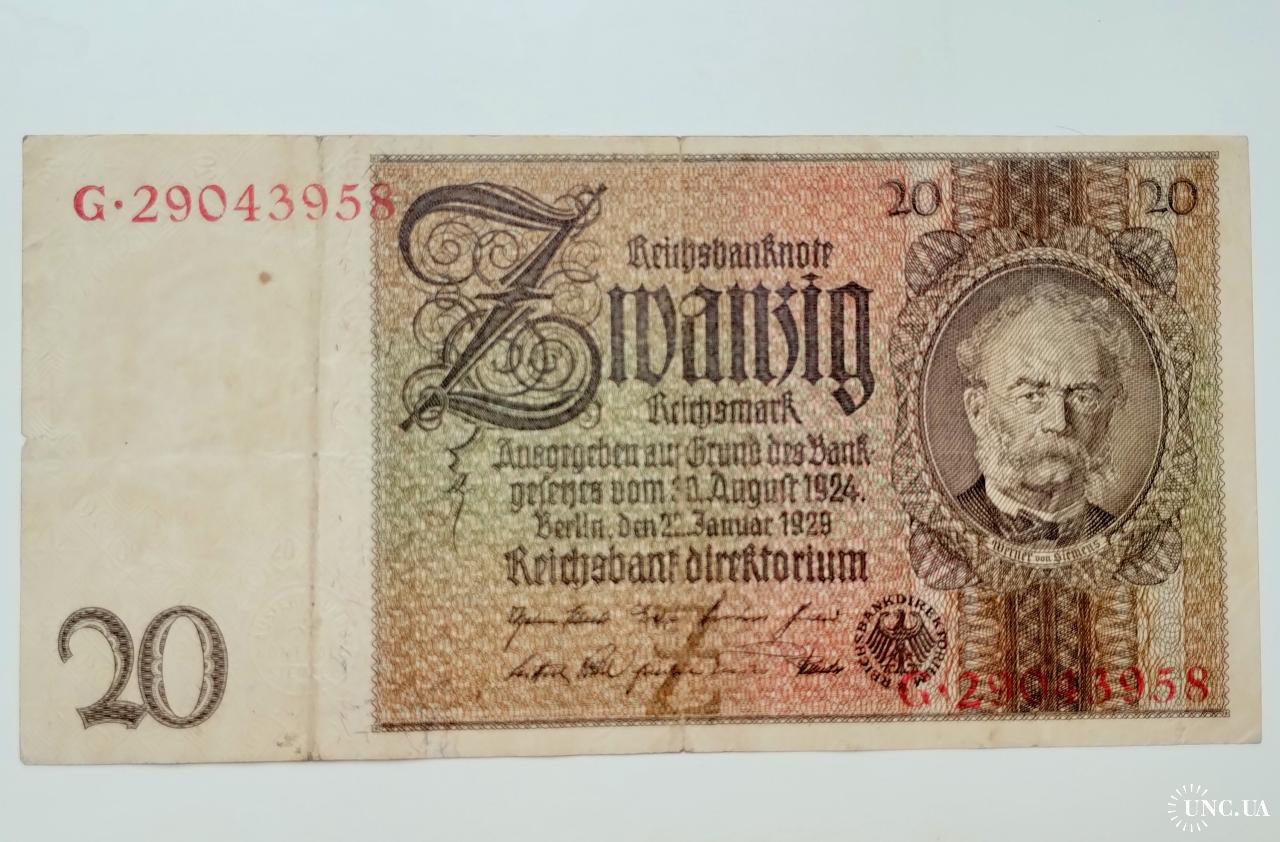 G·29043958
20 20
Reichsbanknote
Zwanzig
Reichsmark
Ausgegeben auf Grund des Bank-
gesetzes vom 30. August 1924.
Berlin, den 22. Januar 1929
Reichsbankdirektorium
Werner von Siemens
REICHSBANKDIREKTORIUM
20
Z
G·29043958
UNC.UA